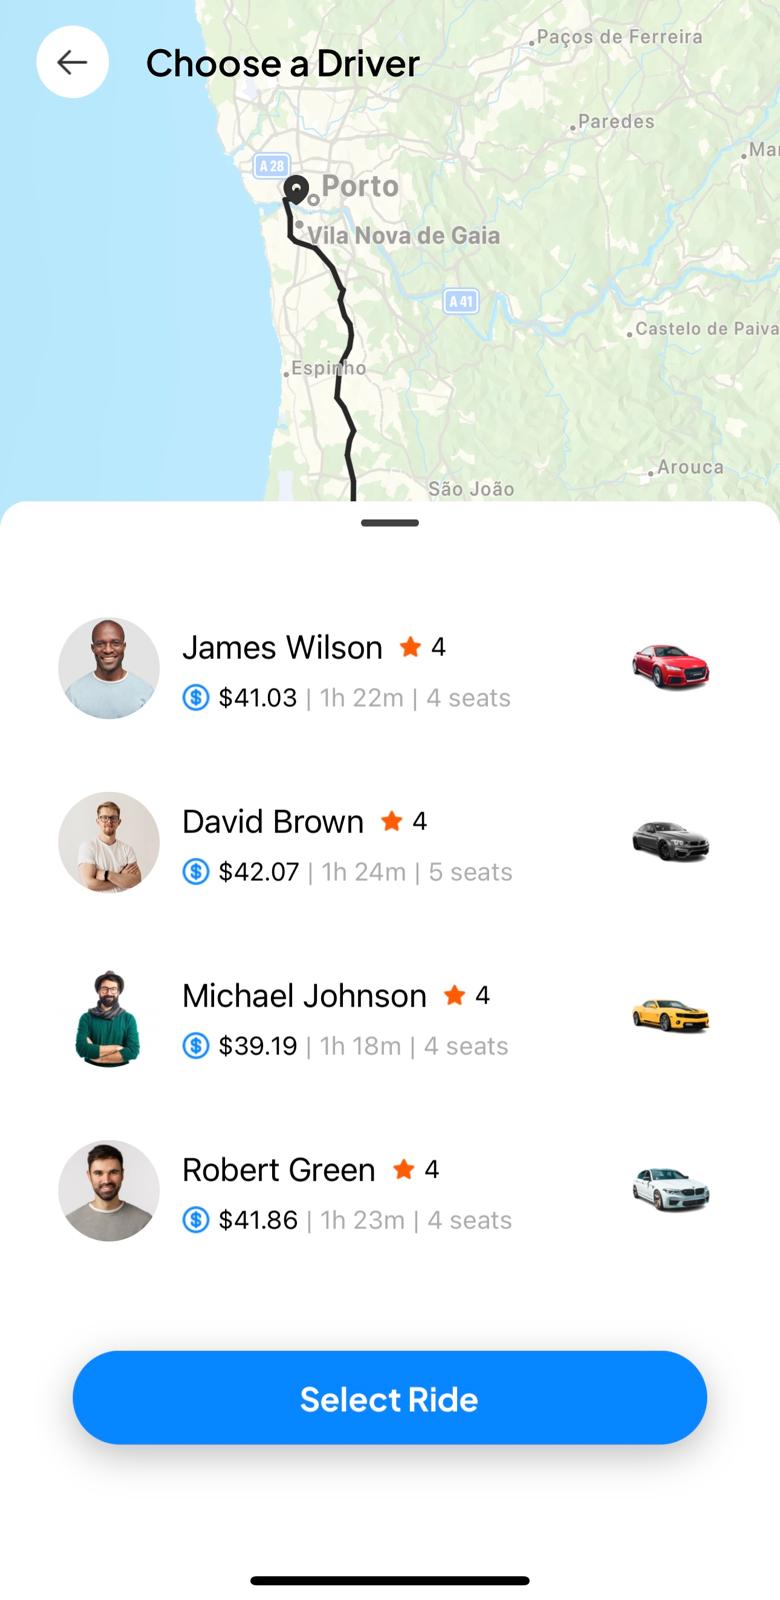 Choose a Driver
Paços de Ferreira
Paredes
A 28
Porto
Vila Nova de Gaia
A 41
Castelo de Paiva
Espinho
Arouca
São João
James Wilson 4
$ $41.03 | 1h 22m | 4 seats
David Brown 4
$ $42.07 | 1h 24m | 5 seats
Michael Johnson 4
$ $39.19 | 1h 18m | 4 seats
Robert Green 4
$ $41.86 | 1h 23m | 4 seats
Select Ride